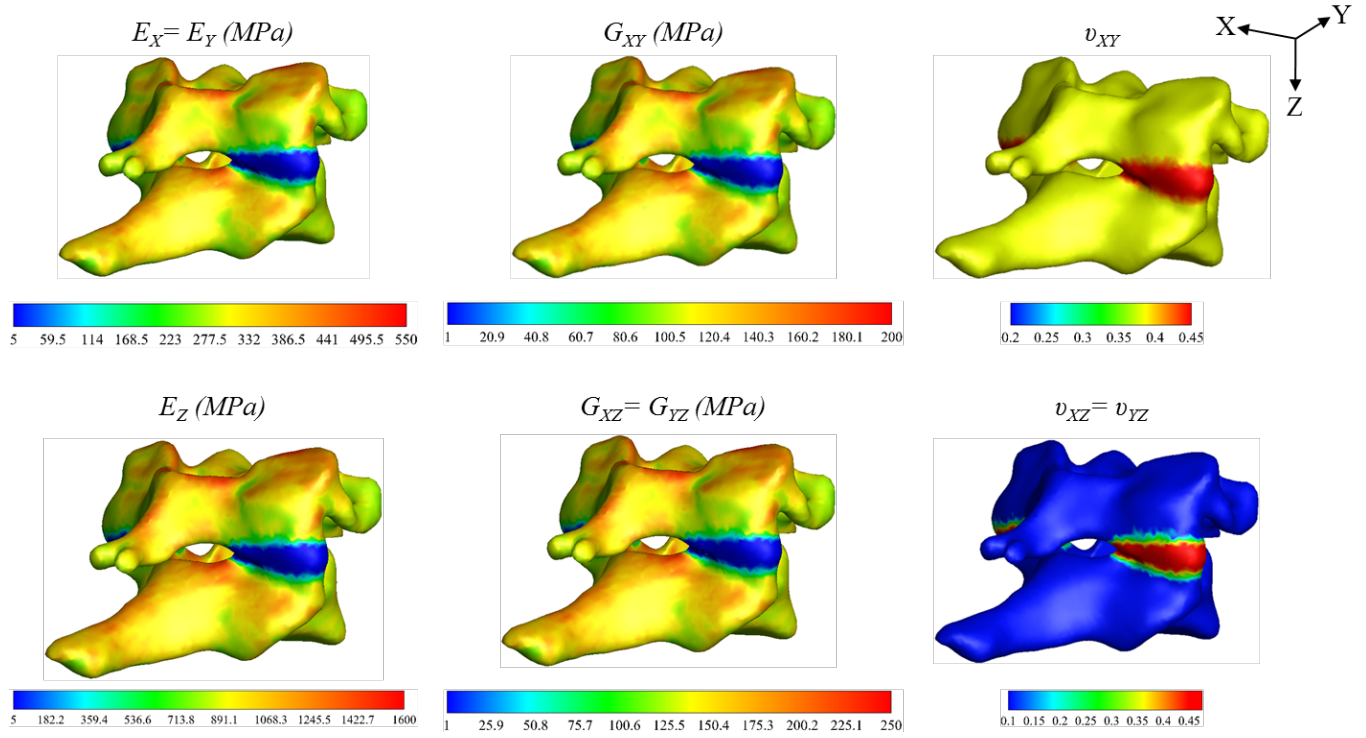 E_X= E_Y (MPa)
G_XY (MPa)
υ_XY
X
Y
Z
5 59.5 114 168.5 223 277.5 332 386.5 441 495.5 550
1 20.9 40.8 60.7 80.6 100.5 120.4 140.3 160.2 180.1 200
0.2 0.25 0.3 0.35 0.4 0.45
E_Z (MPa)
G_XZ= G_YZ (MPa)
υ_XZ= υ_YZ
5 182.2 359.4 536.6 713.8 891.1 1068.3 1245.5 1422.7 1600
1 25.9 50.8 75.7 100.6 125.5 150.4 175.3 200.2 225.1 250
0.1 0.15 0.2 0.25 0.3 0.35 0.4 0.45